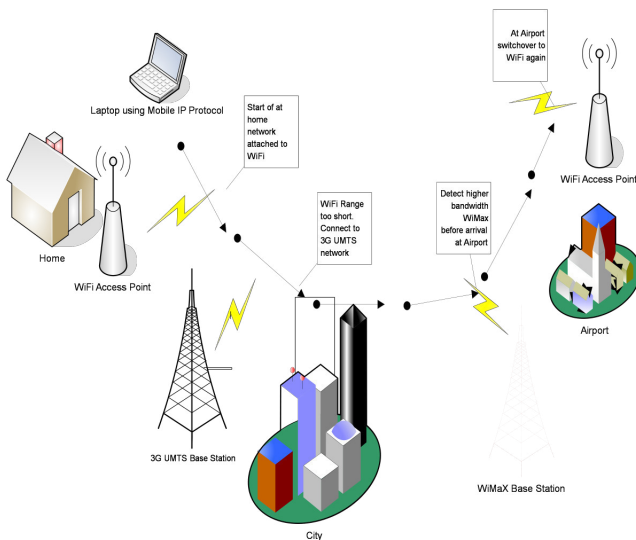 At Airport
switchover to
WiFi again
Laptop using Mobile IP Protocol
Start of at
home
network
attached to
WiFi
WiFi Access Point
WiFi Range
too short.
Connect to
3G UMTS
network
Detect higher
bandwidth
WiMax
before arrival
at Airport
Home
WiFi Access Point
Airport
3G UMTS Base Station
WiMaX Base Station
City